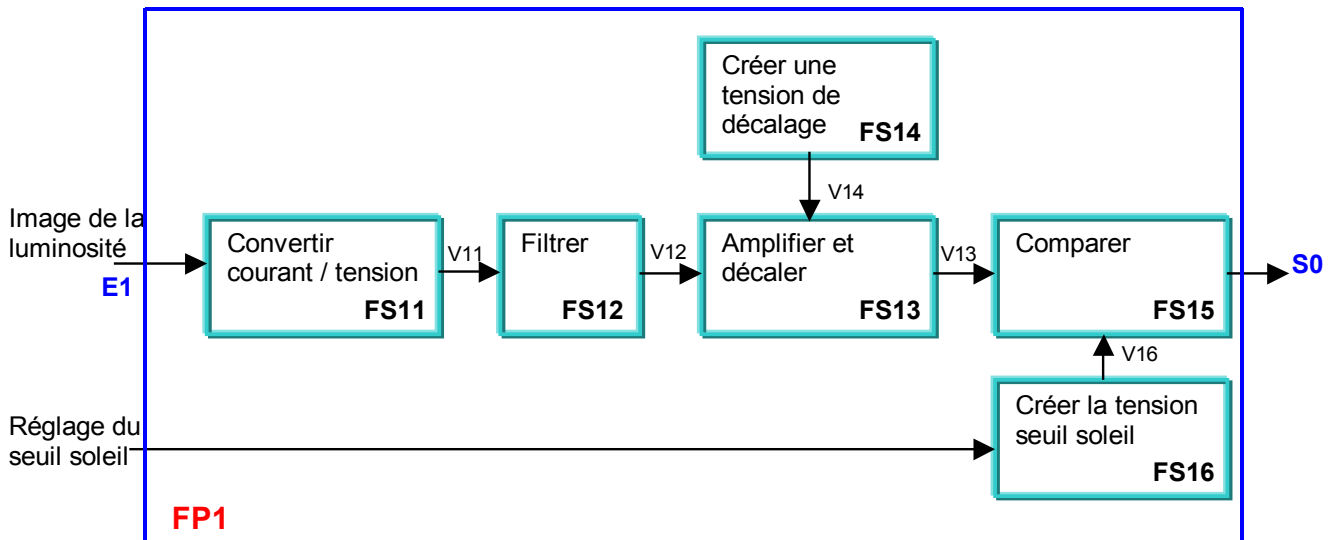 Créer une
tension de
décalage
FS14
V14
Image de la
luminosité
E1
Convertir
courant / tension
FS11
V11
Filtrer
FS12
V12
Amplifier et
décaler
FS13
V13
Comparer
FS15
S0
V16
Réglage du
seuil soleil
Créer la tension
seuil soleil
FS16
FP1